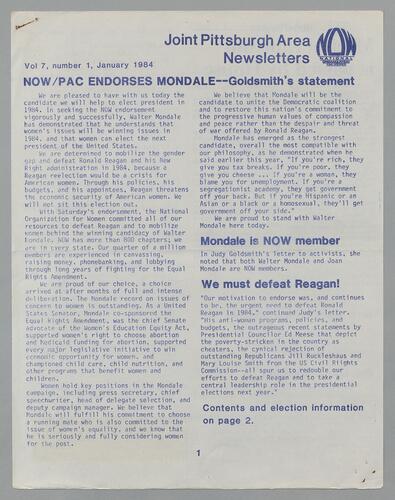 Joint Pittsburgh Area
Newsletters
NOW
NATIONAL
Vol 7, number 1, January 1984
NOW/PAC ENDORSES MONDALE--Goldsmith's statement
We are pleased to have with us today the
candidate we will help to elect president in
1984. In seeking the NOW endorsement
vigorously and successfully, Walter Mondale
has demonstrated that he understands that
women's issues will be winning issues in
1984, and that women can elect the next
president of the United States.
We are determined to mobilize the gender
gap and defeat Ronald Reagan and his New
Right administration in 1984, because a
Reagan reelection would be a crisis for
American women. Through his policies, his
budgets, and his appointees, Reagan threatens
the economic security of American women. We
will not sit this election out.
With Saturday's endorsement, the National
Organization for Women committed all of our
resources to defeat Reagan and to mobilize
women behind the winning candidacy of Walter
Mondale. NOW has more than 800 chapters; we
are in every state. Our quarter of a million
members are experienced in canvassing,
raising money, phonebanking, and lobbying
through long years of fighting for the Equal
Rights Amendment.
We are proud of our choice, a choice
arrived at after months of full and intense
deliberation. The Mondale record on issues of
concern to women is outstanding. As a United
States Senator, Mondale co-sponsored the
Equal Rights Amendment, was the chief Senate
advocate of the Women's Education Equity Act,
supported women's right to choose abortion
and Medicaid funding for abortion, supported
every major legislative initiative to win
economic opportunity for women, and
championed child care, child nutrition, and
other programs that benefit women and
children.
Women hold key positions in the Mondale
campaign, including press secretary, chief
speechwriter, head of delegate selection, and
deputy campaign manager. We believe that
Mondale will fulfill his commitment to choose
a running mate who is also committed to the
issue of women's equality, and we know that
he is seriously and fully considering women
for the post.
We believe that Mondale will be the
candidate to unite the Democratic coalition
and to restore this nation's commitment to
the progressive human values of compassion
and peace rather than the despair and threat
of war offered by Ronald Reagan.
Mondale has emerged as the strongest
candidate, overall the most compatible with
our philosophy, as he demonstrated when he
said earlier this year, "If you're rich, they
give you tax breaks. If you're poor, they
give you cheese ... If you're a woman, they
blame you for unemployment. If you're a
segregationist academy, they get government
off your back. But if you're Hispanic or an
Asian or a black or a homosexual, they'll get
government off your side."
We are proud to stand with Walter
Mondale here today.
Mondale is NOW member
In Judy Goldsmith's letter to activists, she
noted that both Walter Mondale and Joan
Mondale are NOW members.
We must defeat Reagan!
"Our motivation to endorse was, and continues
to be, the urgent need to defeat Ronald
Reagan in 1984," continued Judy's letter.
"His anti-woman programs, policies, and
budgets, the outrageous recent statements by
Presidential Councilor Ed Meese that depict
the poverty-stricken in the country as
cheaters, the cynical rejection of
outstanding Republicans Jill Ruckleshaus and
Mary Louise Smith from the US Civil Rights
Commission--all spur us to redouble our
efforts to defeat Reagan and to take a
central leadership role in the presidential
elections next year."
Contents and election information
on page 2.
1